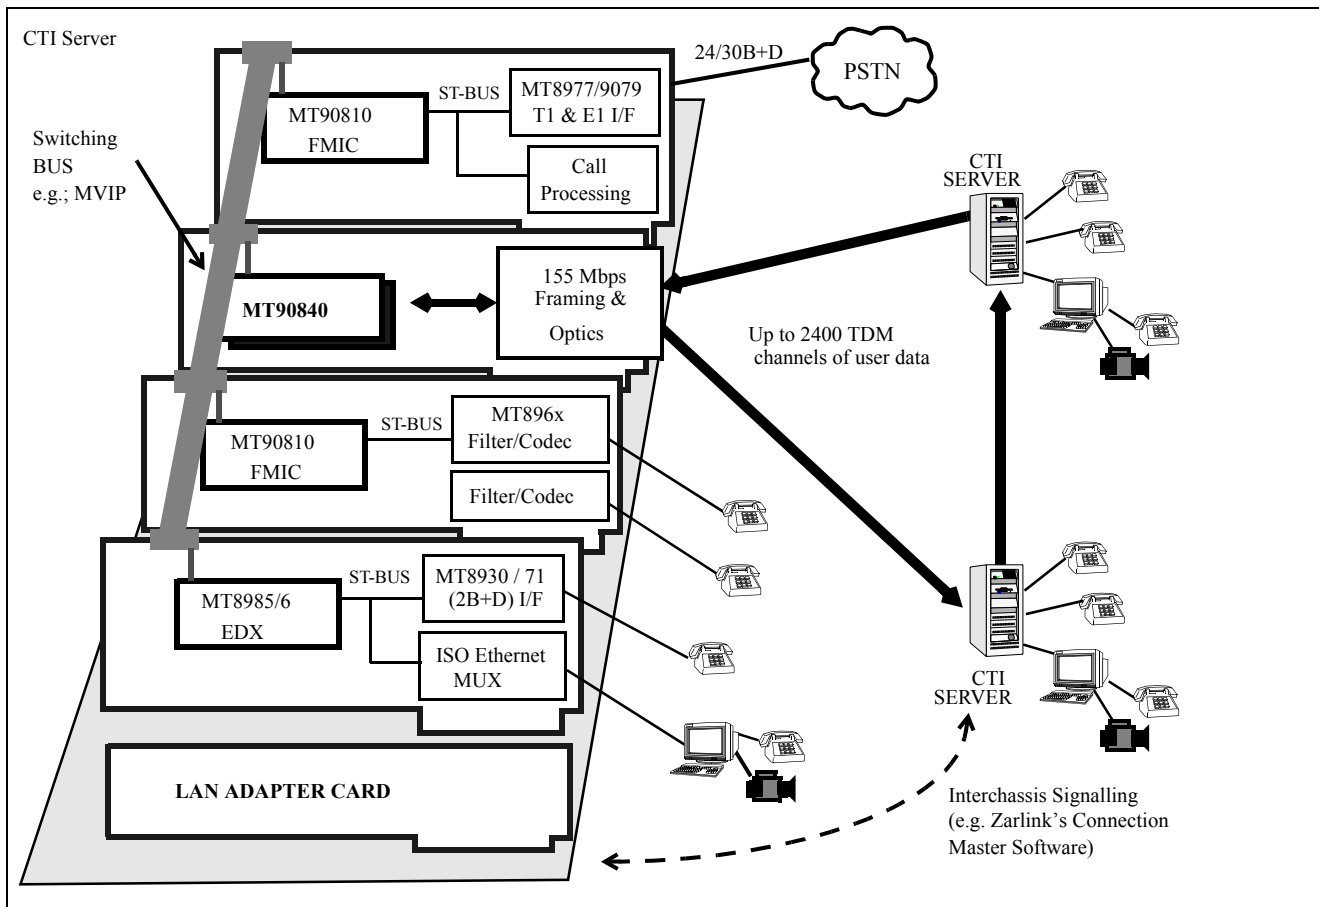 CTI Server
24/30B+D
PSTN
ST-BUS
MT8977/9079
T1 & E1 I/F
MT90810
FMIC
Call
Processing
Switching
BUS
e.g.; MVIP
CTI
SERVER
155 Mbps
Framing &
Optics
MT90840
Up to 2400 TDM
channels of user data
MT896x
Filter/Codec
ST-BUS
MT90810
FMIC
Filter/Codec
ST-BUS
MT8930 / 71
(2B+D) I/F
MT8985/6
EDX
ISO Ethernet
MUX
CTI
SERVER
LAN ADAPTER CARD
Interchassis Signalling
(e.g. Zarlink's Connection
Master Software)